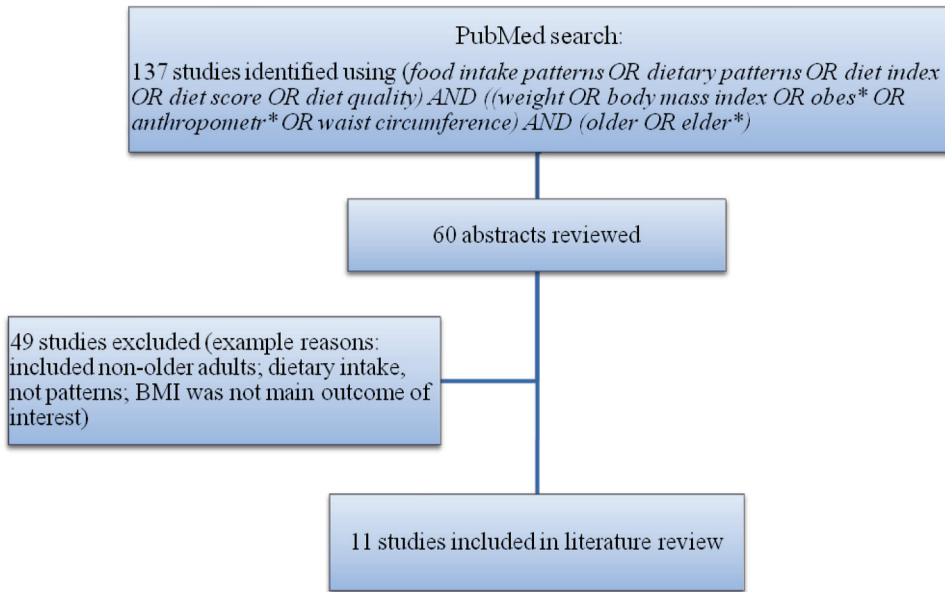 PubMed search:
137 studies identified using (food intake patterns OR dietary patterns OR diet index
OR diet score OR diet quality) AND ((weight OR body mass index OR obes* OR
anthropometr* OR waist circumference) AND (older OR elder*)
60 abstracts reviewed
49 studies excluded (example reasons:
included non-older adults; dietary intake,
not patterns; BMI was not main outcome of
interest)
11 studies included in literature review